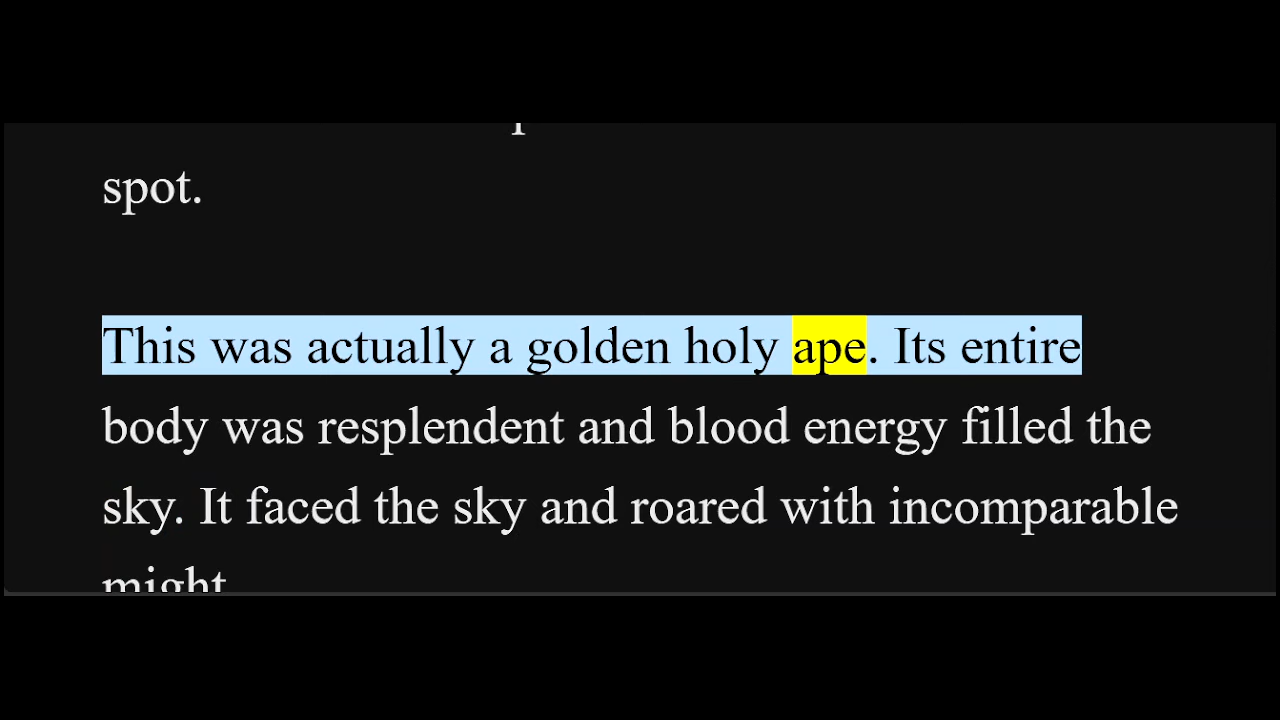 spot.
This was actually a golden holy ape. Its entire
body was resplendent and blood energy filled the
sky. It faced the sky and roared with incomparable
might